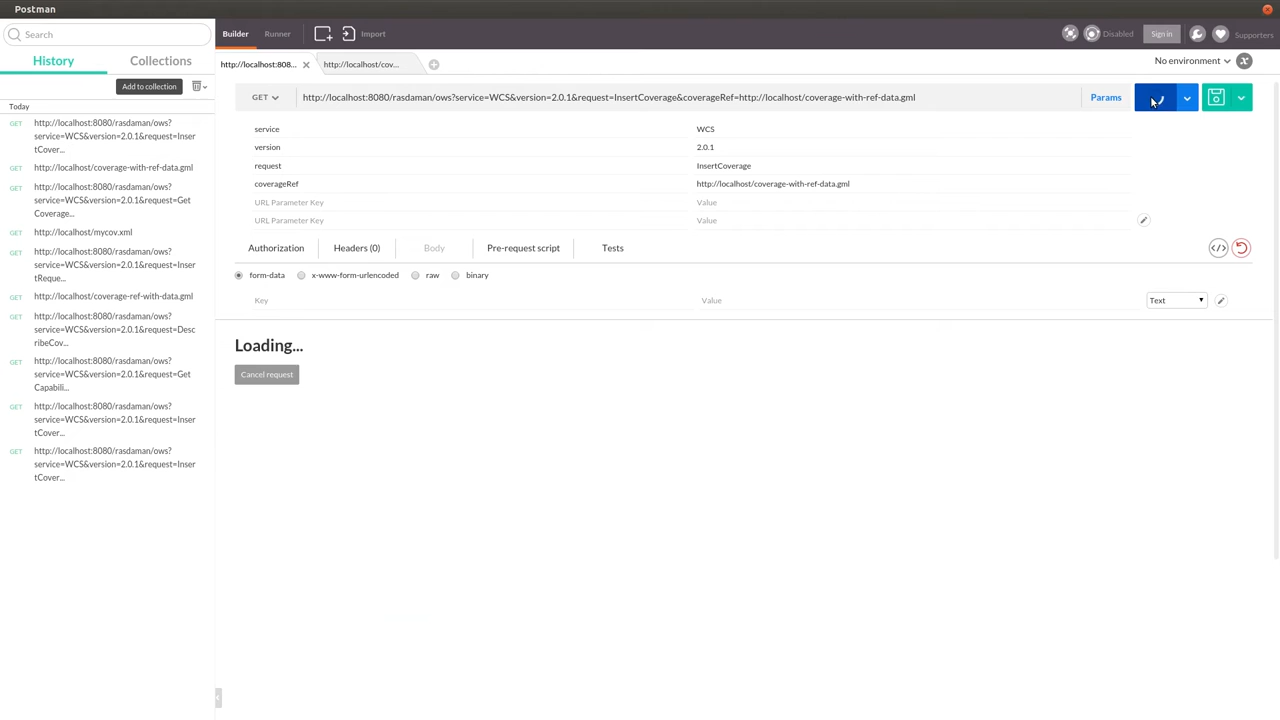 Postman
Search
Builder
Runner
Import
Disabled
Sign in
Supporters
History
Collections
http://localhost:808...
http://localhost/cov...
No environment
Add to collection
Today
GET http://localhost:8080/rasdaman/ows?
service=WCS&version=2.0.1&request=Inser
tCover...
GET http://localhost/coverage-with-ref-data.gml
GET http://localhost:8080/rasdaman/ows?
service=WCS&version=2.0.1&request=Get
Coverage...
GET http://localhost/mycov.xml
GET http://localhost:8080/rasdaman/ows?
service=WCS&version=2.0.1&request=Inser
tReque...
GET http://localhost/coverage-ref-with-data.gml
GET http://localhost:8080/rasdaman/ows?
service=WCS&version=2.0.1&request=Desc
ribeCov...
GET http://localhost:8080/rasdaman/ows?
service=WCS&version=2.0.1&request=Get
Capabili...
GET http://localhost:8080/rasdaman/ows?
service=WCS&version=2.0.1&request=Inser
tCover...
GET http://localhost:8080/rasdaman/ows?
service=WCS&version=2.0.1&request=Inser
tCover...
GET http://localhost:8080/rasdaman/ows?service=WCS&version=2.0.1&request=InsertCoverage&coverageRef=http://localhost/coverage-with-ref-data.gml Params
service WCS
version 2.0.1
request InsertCoverage
coverageRef http://localhost/coverage-with-ref-data.gml
URL Parameter Key Value
URL Parameter Key Value
Authorization Headers (0) Body Pre-request script Tests
form-data x-www-form-urlencoded raw binary
Key Value Text
Loading...
Cancel request